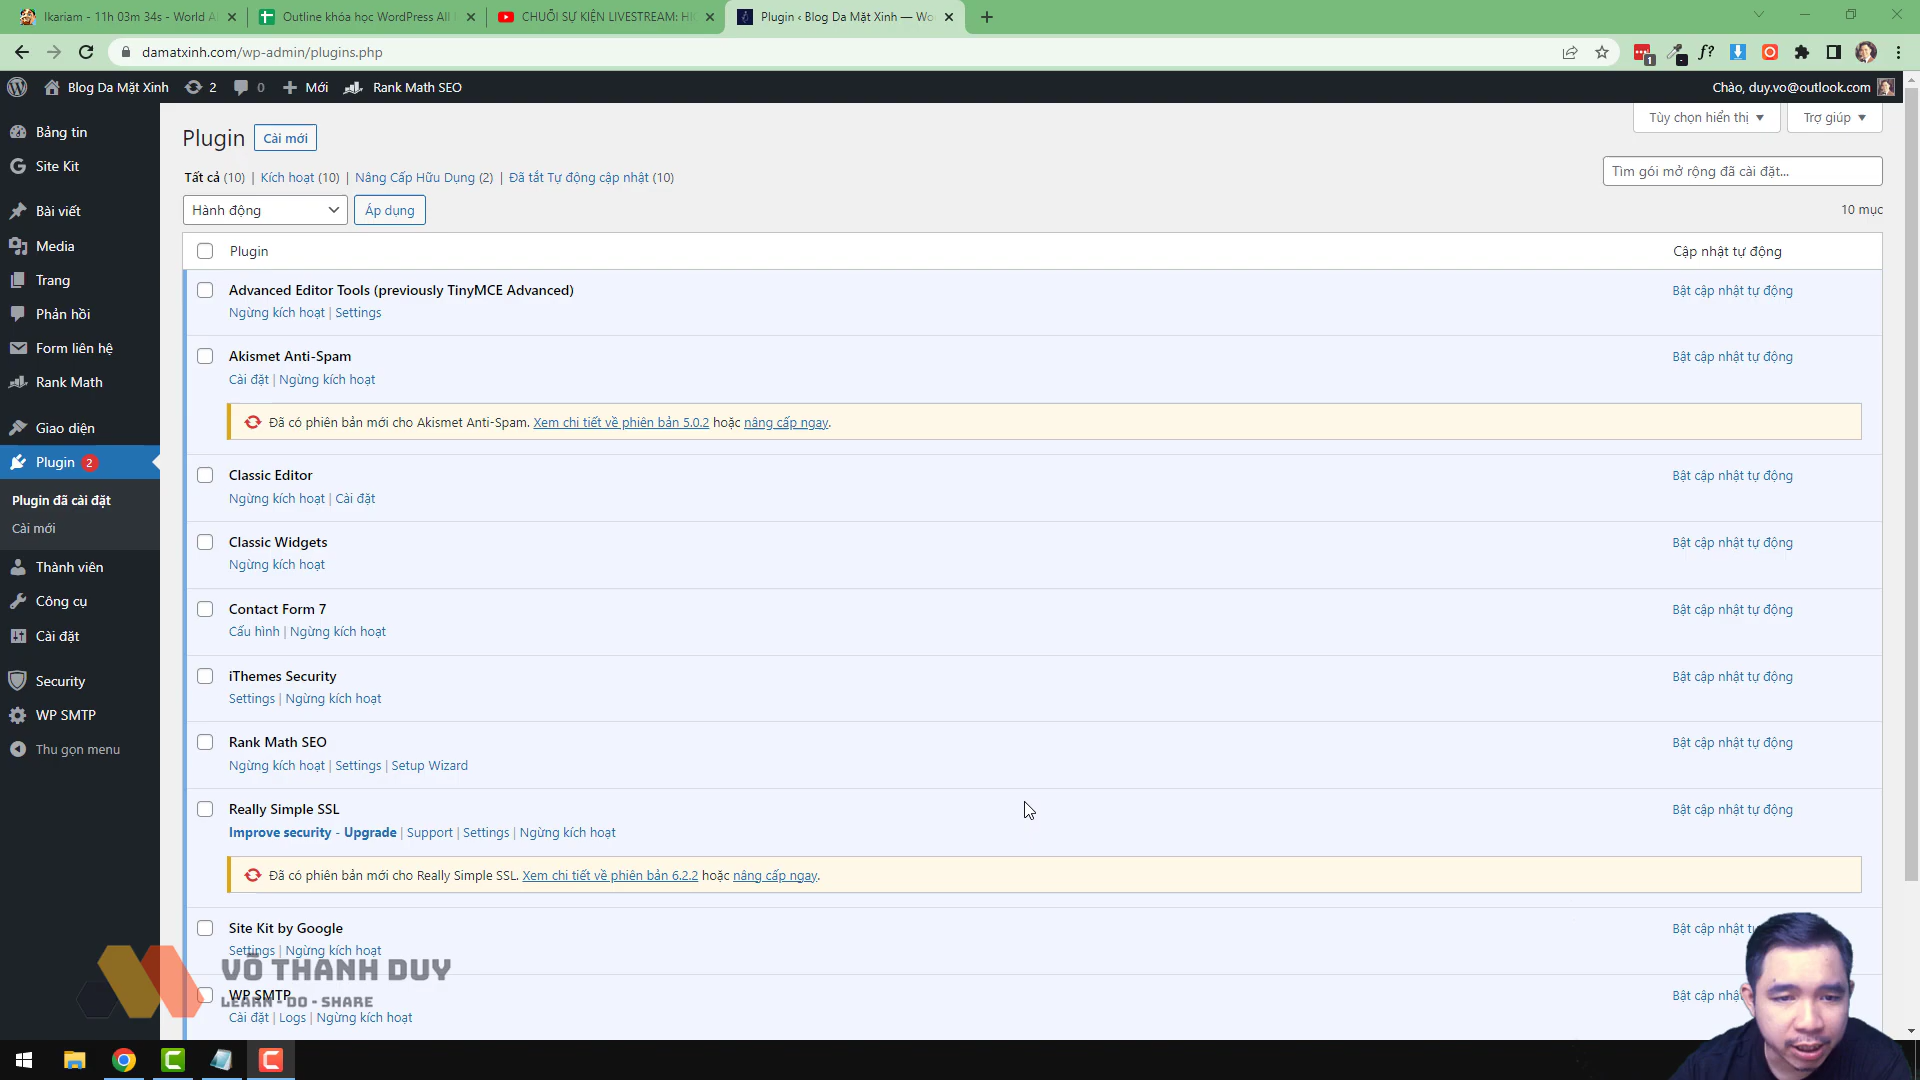 Ikariam - 11h 03m 34s - World A
Outline khóa học WordPress All
CHUỖI SỰ KIỆN LIVESTREAM: HI
Plugin ‹ Blog Da Mặt Xinh — Wo
damatxinh.com/wp-admin/plugins.php
f?
1
Blog Da Mặt Xinh
2
0
Mới
Rank Math SEO
Chào, duy.vo@outlook.com
Bảng tin
Site Kit
Bài viết
Media
Trang
Phản hồi
Form liên hệ
Rank Math
Giao diện
Plugin 2
Plugin đã cài đặt
Cài mới
Thành viên
Công cụ
Cài đặt
Security
WP SMTP
Thu gọn menu
Tùy chọn hiển thị
Trợ giúp
Plugin
Cài mới
Tất cả (10) | Kích hoạt (10) | Nâng Cấp Hữu Dụng (2) | Đã tắt Tự động cập nhật (10)
Tìm gói mở rộng đã cài đặt...
Hành động
Áp dụng
10 mục
Plugin
Cập nhật tự động
Advanced Editor Tools (previously TinyMCE Advanced)
Bật cập nhật tự động
Ngừng kích hoạt | Settings
Akismet Anti-Spam
Bật cập nhật tự động
Cài đặt | Ngừng kích hoạt
Đã có phiên bản mới cho Akismet Anti-Spam. Xem chi tiết về phiên bản 5.0.2 hoặc nâng cấp ngay.
Classic Editor
Bật cập nhật tự động
Ngừng kích hoạt | Cài đặt
Classic Widgets
Bật cập nhật tự động
Ngừng kích hoạt
Contact Form 7
Bật cập nhật tự động
Cấu hình | Ngừng kích hoạt
iThemes Security
Bật cập nhật tự động
Settings | Ngừng kích hoạt
Rank Math SEO
Bật cập nhật tự động
Ngừng kích hoạt | Settings | Setup Wizard
Really Simple SSL
Bật cập nhật tự động
Improve security - Upgrade | Support | Settings | Ngừng kích hoạt
Đã có phiên bản mới cho Really Simple SSL. Xem chi tiết về phiên bản 6.2.2 hoặc nâng cấp ngay.
Site Kit by Google
Bật cập nhật
Settings | Ngừng kích hoạt
VÕ THANH DUY
LEARN - DO - SHARE
WP SMTP
Bật cập
Cài đặt | Logs | Ngừng kích hoạt